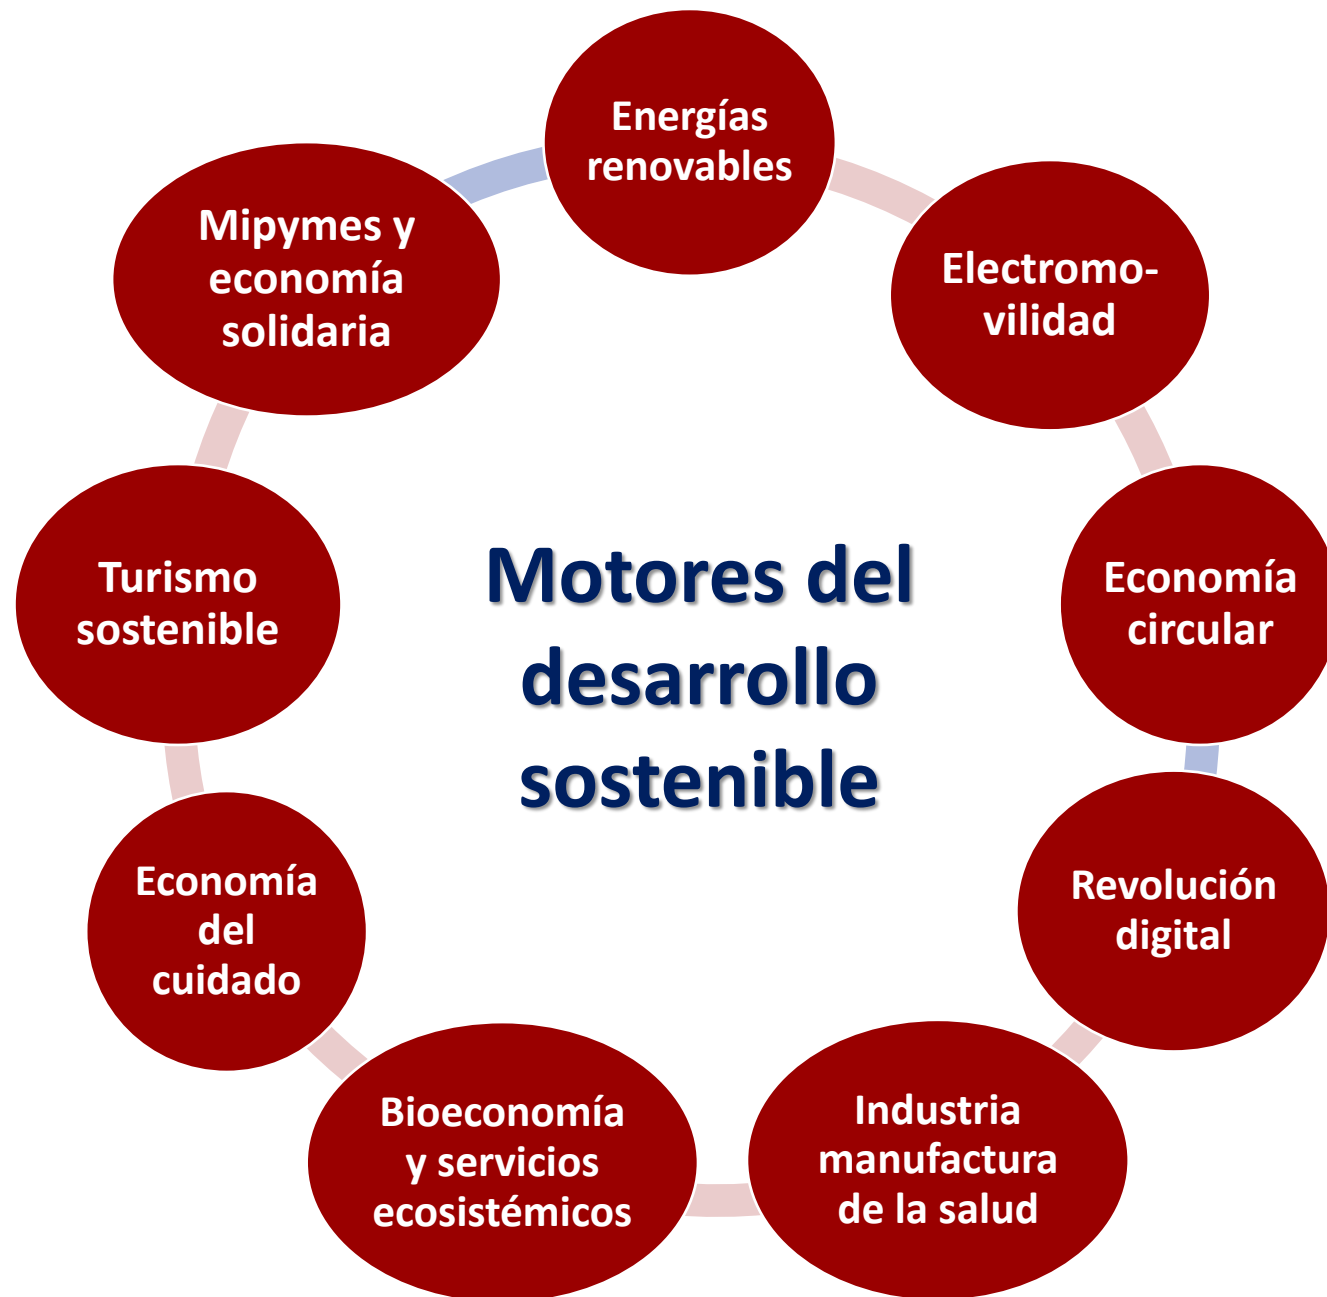 Energías
renovables
Electromo-
vilidad
Economía
circular
Revolución
digital
Industria
manufactura
de la salud
Bioeconomía
y servicios
ecosistémicos
Economía
del
cuidado
Turismo
sostenible
Mipymes y
economía
solidaria
Motores del
desarrollo
sostenible